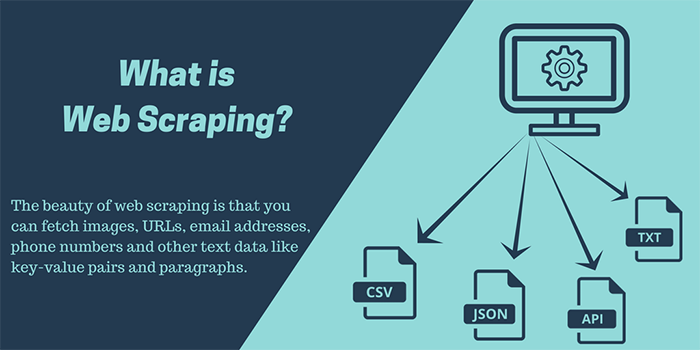 What is
Web Scraping?
The beauty of web scraping is that you
can fetch images, URLs, email addresses,
phone numbers and other text data like
key-value pairs and paragraphs.
CSV
JSON
API
TXT